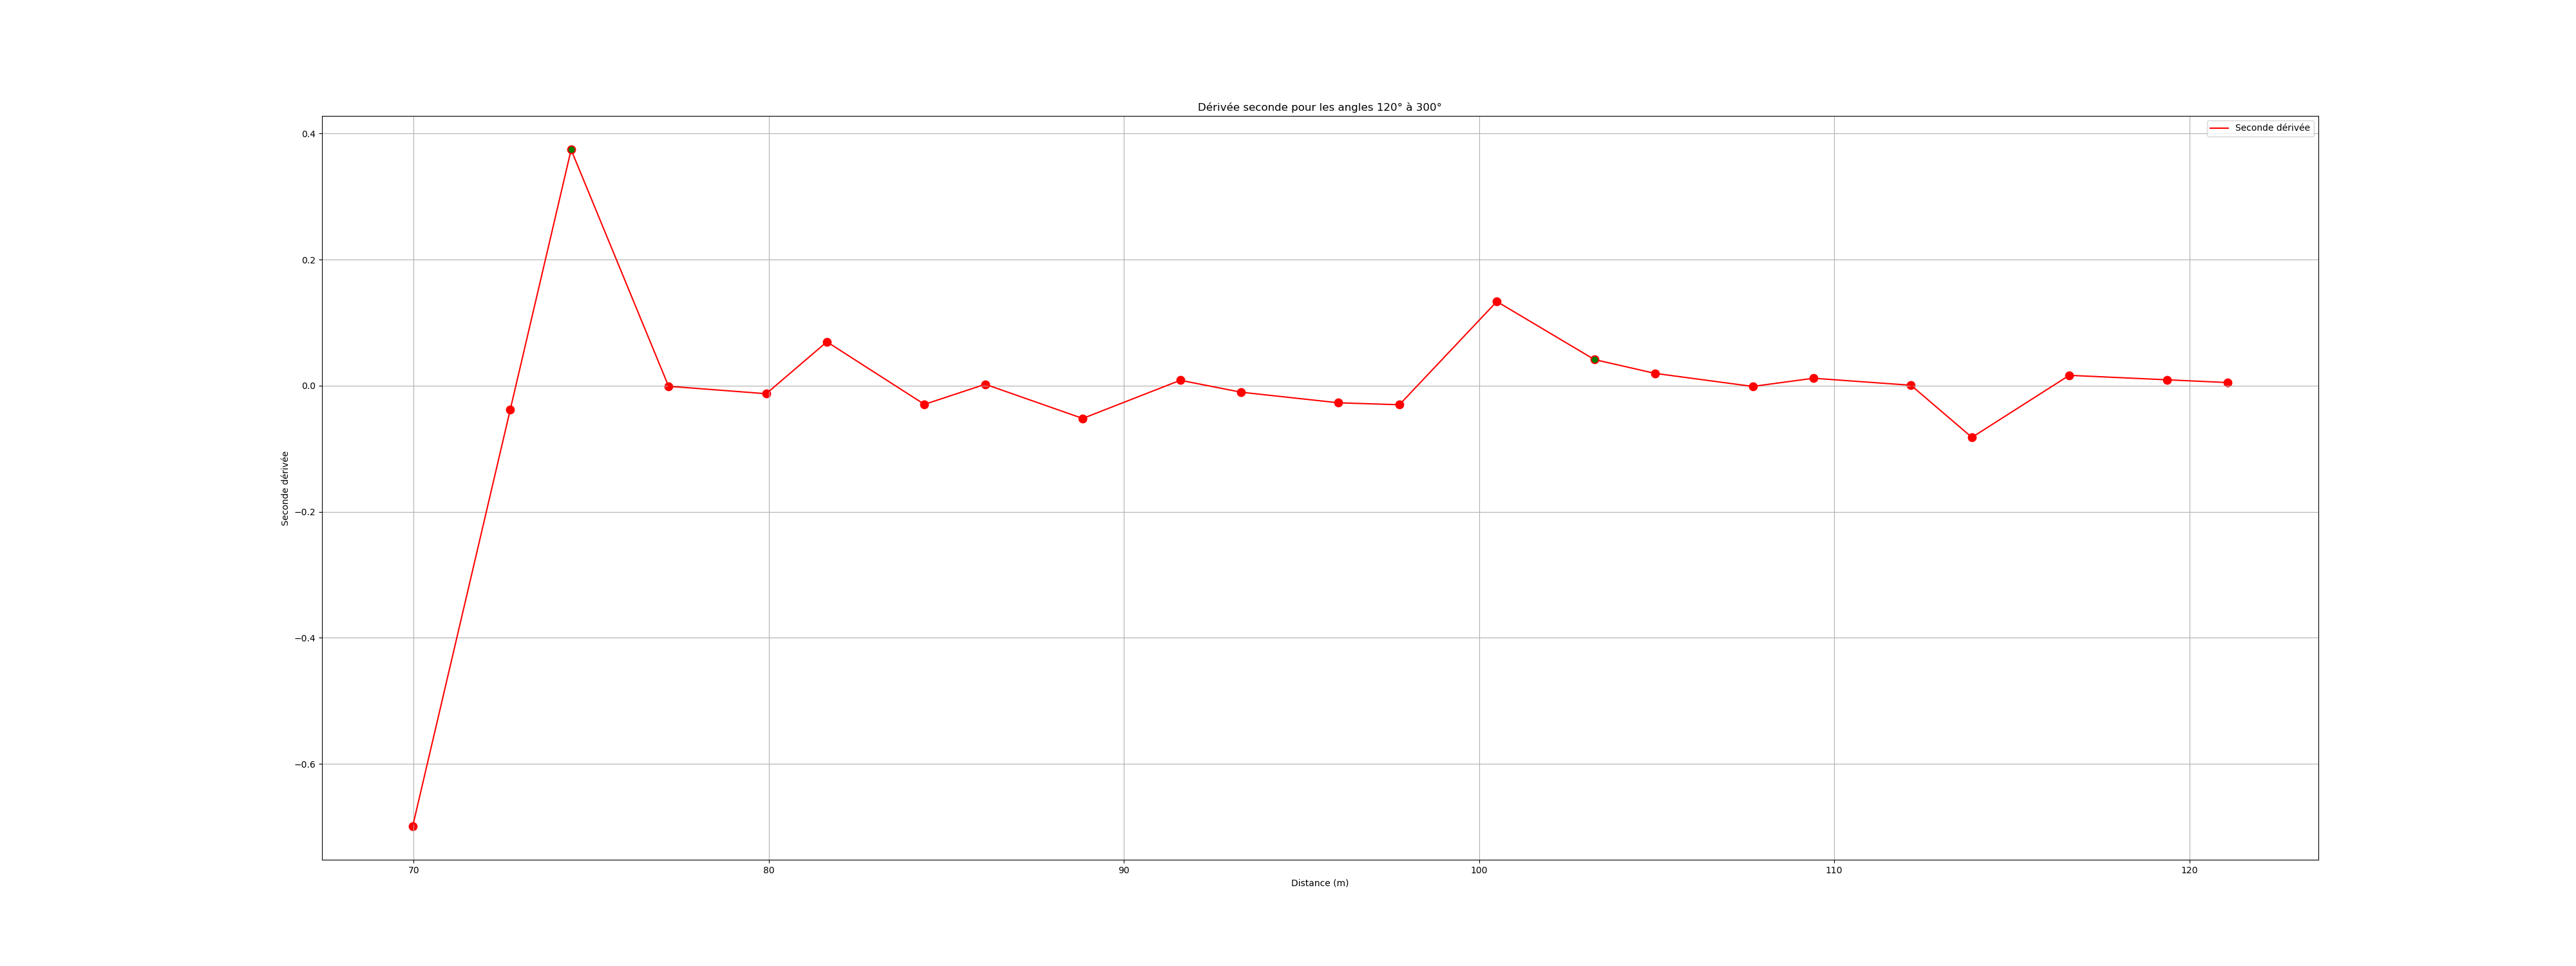 Dérivée seconde pour les angles 120° à 300°
Seconde dérivée
0.4
0.2
0.0
−0.2
−0.4
−0.6
Seconde dérivée
70 80 90 100 110 120
Distance (m)